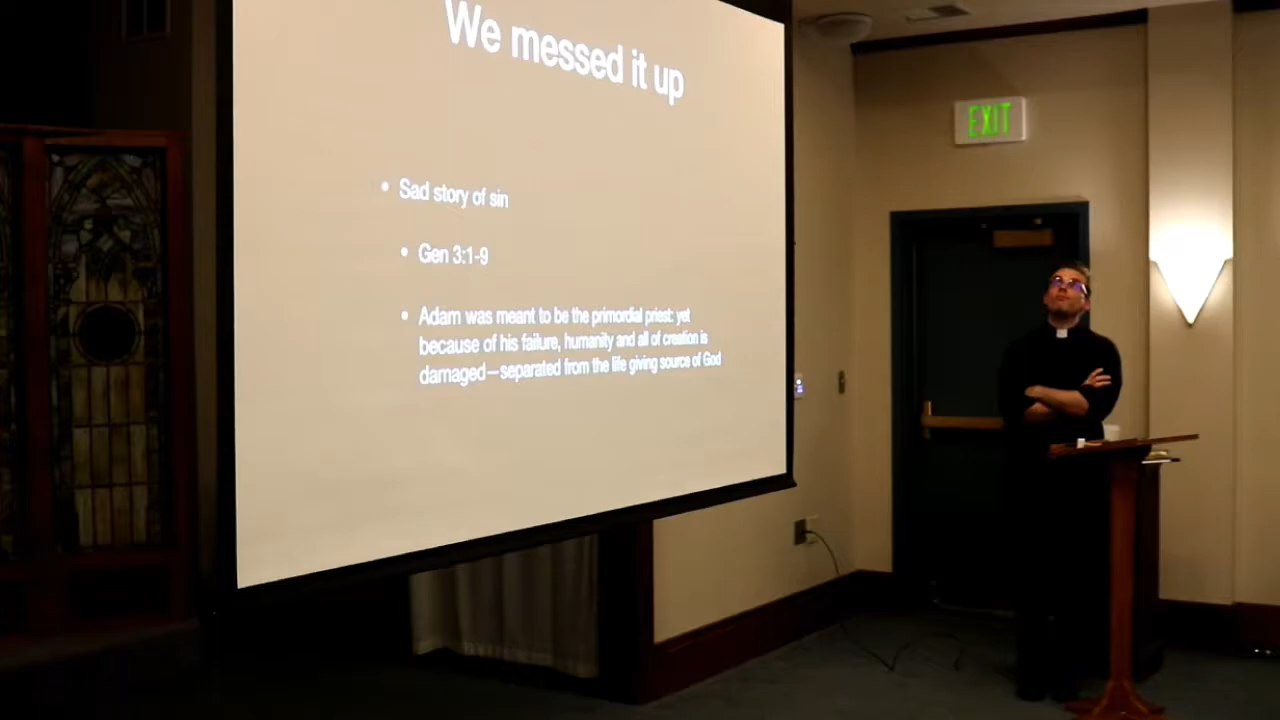 We messed it up
• Sad story of sin
• Gen 3:1-9
• Adam was meant to be the primordial priest: yet
because of his failure, humanity and all of creation is
damaged—separated from the life giving source of God
EXIT